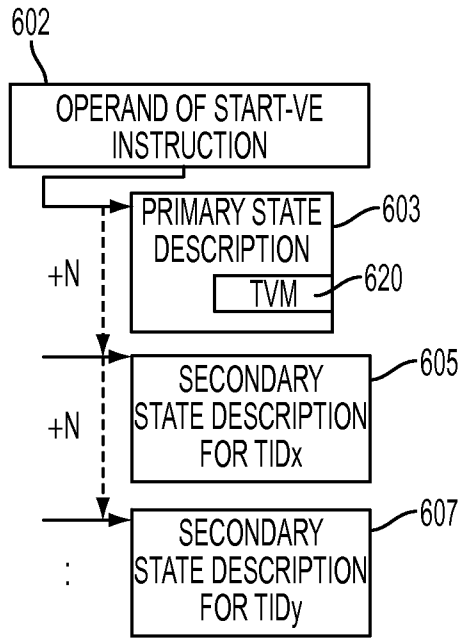 602
OPERAND OF START-VE
INSTRUCTION
PRIMARY STATE
DESCRIPTION
603
TVM
620
+N
SECONDARY
STATE DESCRIPTION
FOR TIDx
605
+N
SECONDARY
STATE DESCRIPTION
FOR TIDy
607
: